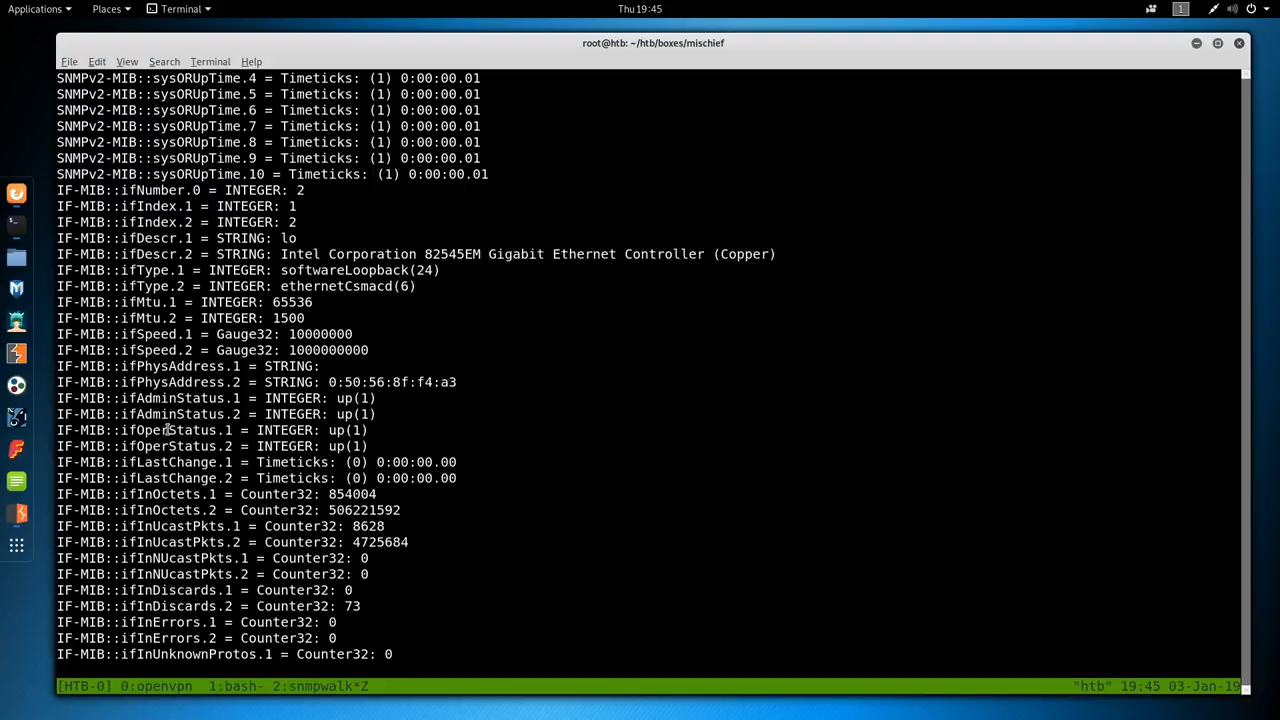 Applications Places Terminal Thu 19:45 1
root@htb: ~/htb/boxes/mischief
File Edit View Search Terminal Help
SNMPv2-MIB::sysORUpTime.4 = Timeticks: (1) 0:00:00.01
SNMPv2-MIB::sysORUpTime.5 = Timeticks: (1) 0:00:00.01
SNMPv2-MIB::sysORUpTime.6 = Timeticks: (1) 0:00:00.01
SNMPv2-MIB::sysORUpTime.7 = Timeticks: (1) 0:00:00.01
SNMPv2-MIB::sysORUpTime.8 = Timeticks: (1) 0:00:00.01
SNMPv2-MIB::sysORUpTime.9 = Timeticks: (1) 0:00:00.01
SNMPv2-MIB::sysORUpTime.10 = Timeticks: (1) 0:00:00.01
IF-MIB::ifNumber.0 = INTEGER: 2
IF-MIB::ifIndex.1 = INTEGER: 1
IF-MIB::ifIndex.2 = INTEGER: 2
IF-MIB::ifDescr.1 = STRING: lo
IF-MIB::ifDescr.2 = STRING: Intel Corporation 82545EM Gigabit Ethernet Controller (Copper)
IF-MIB::ifType.1 = INTEGER: softwareLoopback(24)
IF-MIB::ifType.2 = INTEGER: ethernetCsmacd(6)
IF-MIB::ifMtu.1 = INTEGER: 65536
IF-MIB::ifMtu.2 = INTEGER: 1500
IF-MIB::ifSpeed.1 = Gauge32: 10000000
IF-MIB::ifSpeed.2 = Gauge32: 1000000000
IF-MIB::ifPhysAddress.1 = STRING:
IF-MIB::ifPhysAddress.2 = STRING: 0:50:56:8f:f4:a3
IF-MIB::ifAdminStatus.1 = INTEGER: up(1)
IF-MIB::ifAdminStatus.2 = INTEGER: up(1)
IF-MIB::ifOperStatus.1 = INTEGER: up(1)
IF-MIB::ifOperStatus.2 = INTEGER: up(1)
IF-MIB::ifLastChange.1 = Timeticks: (0) 0:00:00.00
IF-MIB::ifLastChange.2 = Timeticks: (0) 0:00:00.00
IF-MIB::ifInOctets.1 = Counter32: 854004
IF-MIB::ifInOctets.2 = Counter32: 506221592
IF-MIB::ifInUcastPkts.1 = Counter32: 8628
IF-MIB::ifInUcastPkts.2 = Counter32: 4725684
IF-MIB::ifInNUcastPkts.1 = Counter32: 0
IF-MIB::ifInNUcastPkts.2 = Counter32: 0
IF-MIB::ifInDiscards.1 = Counter32: 0
IF-MIB::ifInDiscards.2 = Counter32: 73
IF-MIB::ifInErrors.1 = Counter32: 0
IF-MIB::ifInErrors.2 = Counter32: 0
IF-MIB::ifInUnknownProtos.1 = Counter32: 0
[HTB-0] 0:openvpn 1:bash- 2:snmpwalk*Z "htb" 19:45 03-Jan-19